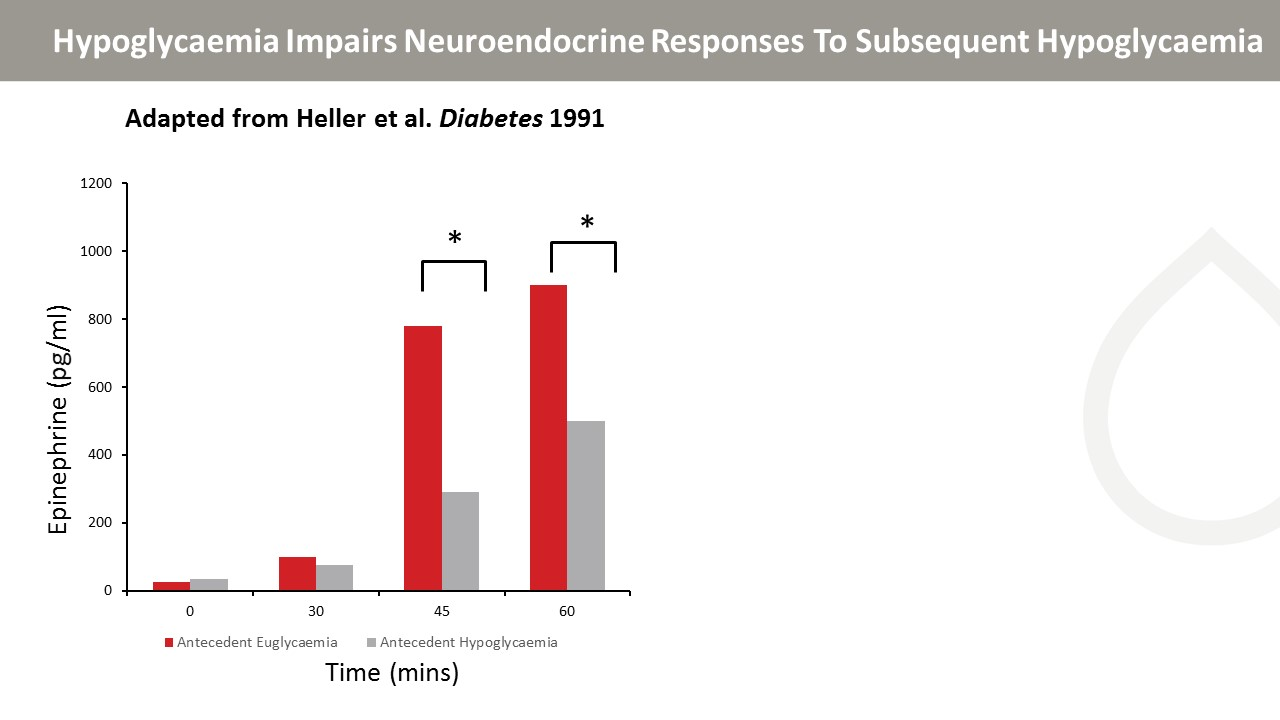 Hypoglycaemia Impairs Neuroendocrine Responses To Subsequent Hypoglycaemia
Adapted from Heller et al. Diabetes 1991
Epinephrine (pg/ml)
1200
1000
800
600
400
200
0
*
*
0 30 45 60
Antecedent Euglycaemia Antecedent Hypoglycaemia
Time (mins)